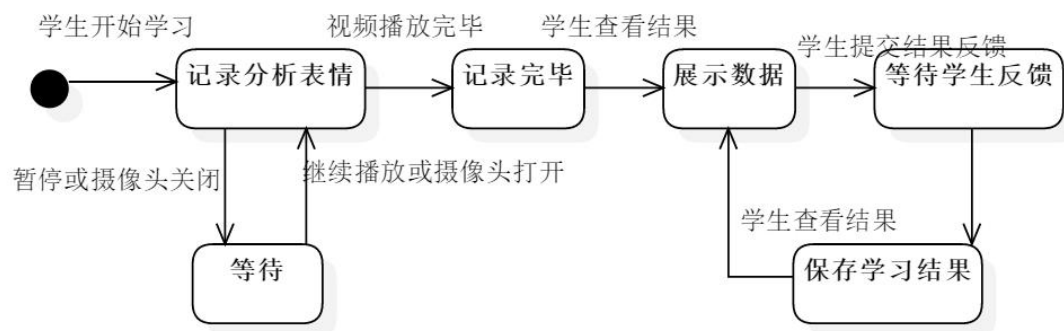 学生开始学习
视频播放完毕
学生查看结果
学生提交结果反馈
记录分析表情
记录完毕
展示数据
等待学生反馈
暂停或摄像头关闭
继续播放或摄像头打开
学生查看结果
等待
保存学习结果